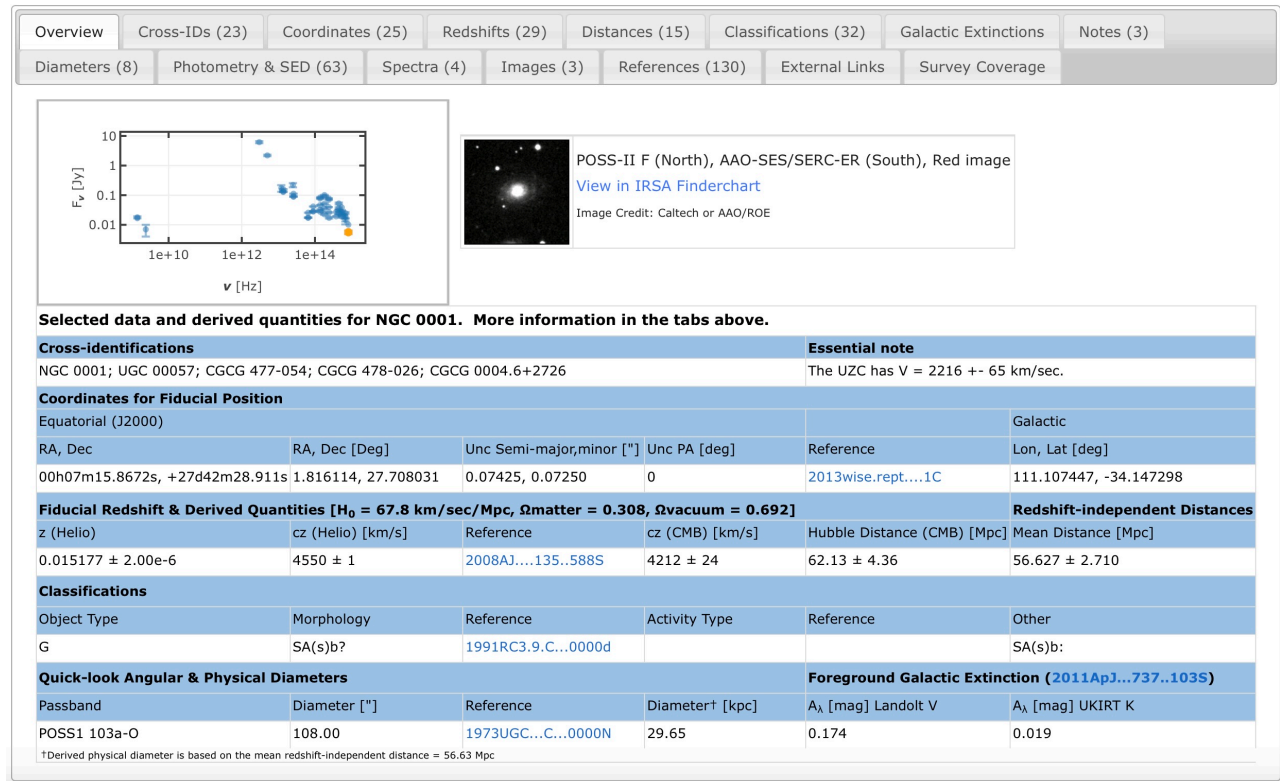 Overview Cross-IDs (23) Coordinates (25) Redshifts (29) Distances (15) Classifications (32) Galactic Extinctions Notes (3)
Diameters (8) Photometry & SED (63) Spectra (4) Images (3) References (130) External Links Survey Coverage
10
1
0.1
0.01
Fν [Jy]
1e+10 1e+12 1e+14
ν [Hz]
POSS-II F (North), AAO-SES/SERC-ER (South), Red image
View in IRSA Finderchart
Image Credit: Caltech or AAO/ROE
Selected data and derived quantities for NGC 0001. More information in the tabs above.
Cross-identifications Essential note
NGC 0001; UGC 00057; CGCG 477-054; CGCG 478-026; CGCG 0004.6+2726 The UZC has V = 2216 +- 65 km/sec.
Coordinates for Fiducial Position
Equatorial (J2000) Galactic
RA, Dec RA, Dec [Deg] Unc Semi-major,minor ["] Unc PA [deg] Reference Lon, Lat [deg]
00h07m15.8672s, +27d42m28.911s 1.816114, 27.708031 0.07425, 0.07250 0 2013wise.rept....1C 111.107447, -34.147298
Fiducial Redshift & Derived Quantities [H0 = 67.8 km/sec/Mpc, Ωmatter = 0.308, Ωvacuum = 0.692] Redshift-independent Distances
z (Helio) cz (Helio) [km/s] Reference cz (CMB) [km/s] Hubble Distance (CMB) [Mpc] Mean Distance [Mpc]
0.015177 ± 2.00e-6 4550 ± 1 2008AJ....135..588S 4212 ± 24 62.13 ± 4.36 56.627 ± 2.710
Classifications
Object Type Morphology Reference Activity Type Reference Other
G SA(s)b? 1991RC3.9.C...0000d SA(s)b:
Quick-look Angular & Physical Diameters Foreground Galactic Extinction (2011ApJ...737..103S)
Passband Diameter ["] Reference Diameter† [kpc] Aλ [mag] Landolt V Aλ [mag] UKIRT K
POSS1 103a-O 108.00 1973UGC...C...0000N 29.65 0.174 0.019
†Derived physical diameter is based on the mean redshift-independent distance = 56.63 Mpc